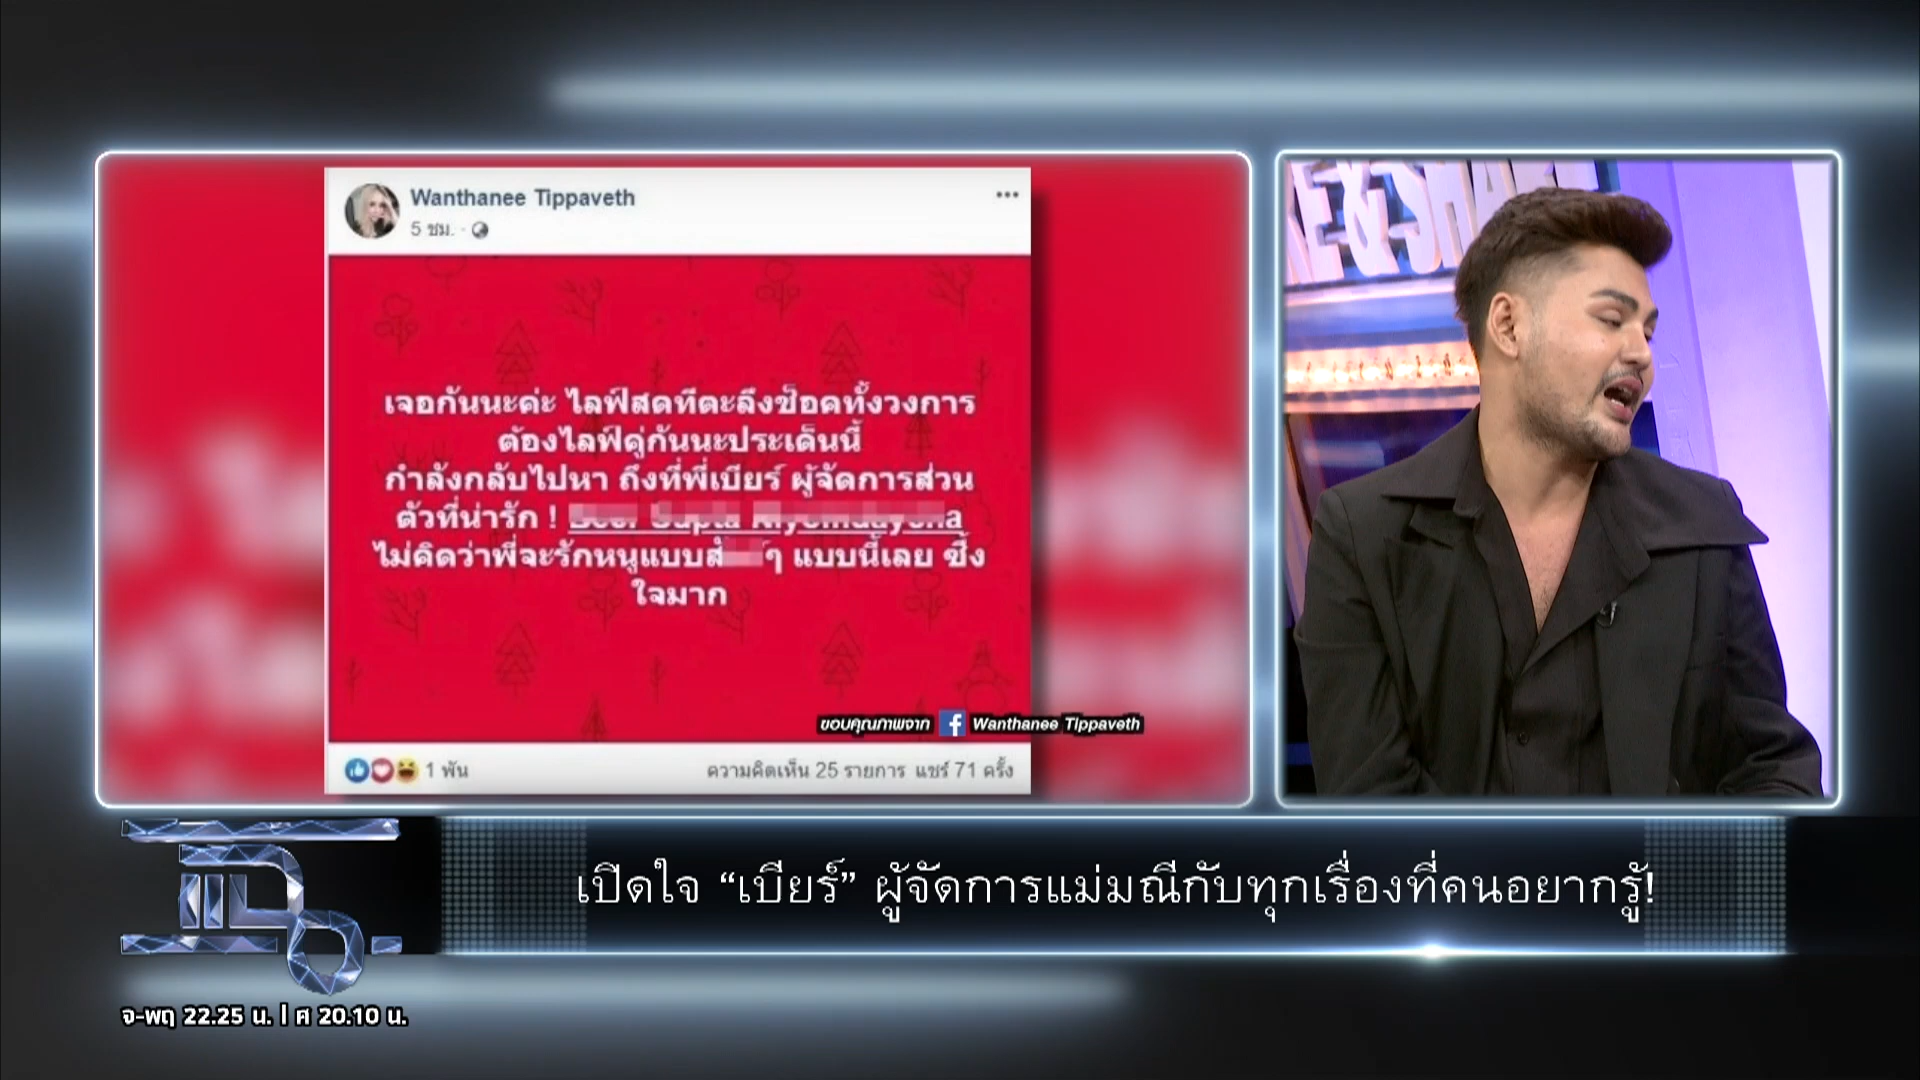 RE&SHARE
Wanthanee Tippaveth
5 ชม.
เจอกันนะค่ะ ไลฟ์สดทีตะลึงช็อคทั้งวงการ
ต้องไลฟ์คู่กันนะประเด็นนี้
กำลังกลับไปหา ถึงที่พี่เบียร์ ผู้จัดการส่วน
ตัวที่น่ารัก !
ไม่คิดว่าพี่จะรักหนูแบบ ๆ แบบนี้เลย ซึ้ง
ใจมาก
ขอบคุณภาพจาก f Wanthanee Tippaveth
1 พัน ความคิดเห็น 25 รายการ แชร์ 71 ครั้ง
แฉ
เปิดใจ “เบียร์” ผู้จัดการแม่มณีกับทุกเรื่องที่คนอยากรู้!
จ-พฤ 22.25 น. | ศ 20.10 น.